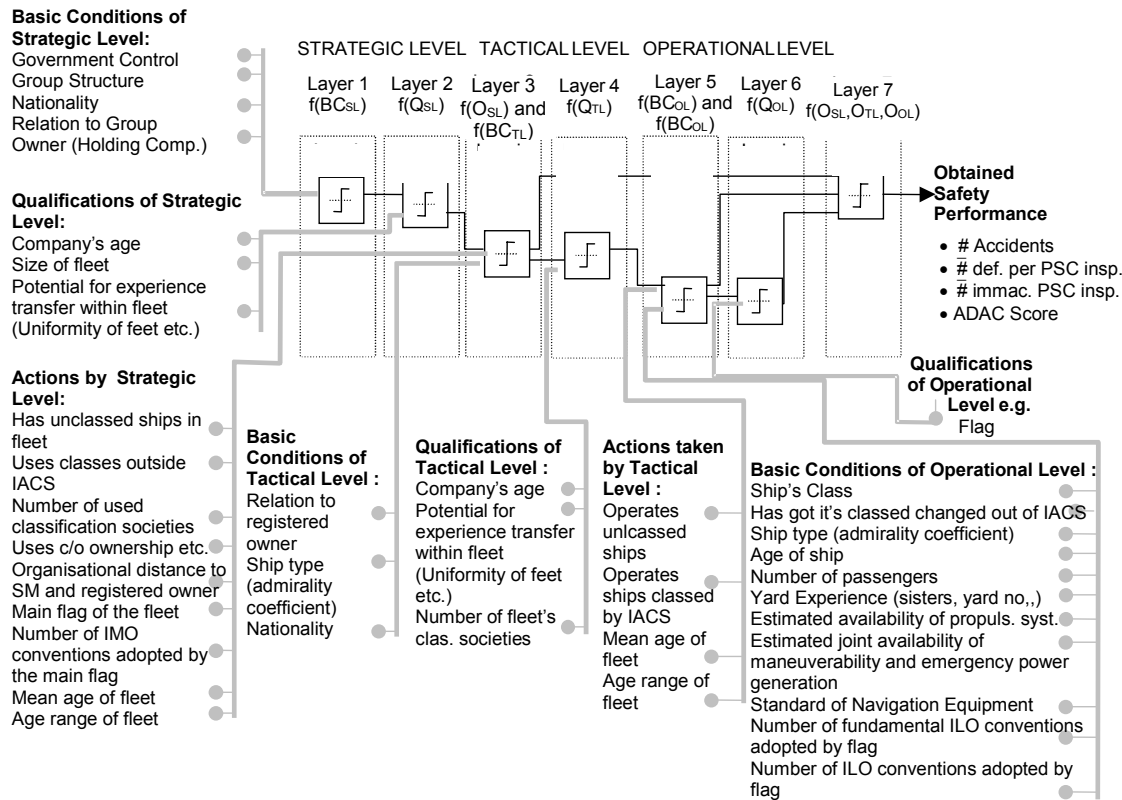 Basic Conditions of
Strategic Level:
Government Control
Group Structure
Nationality
Relation to Group
Owner (Holding Comp.)
STRATEGIC LEVEL TACTICAL LEVEL OPERATIONAL LEVEL
Layer 1
f(BCSL)
Layer 2
f(QSL)
Layer 3
f(OSL) and
f(BCTL)
Layer 4
f(QTL)
Layer 5
f(BCOL) and
f(BCOL)
Layer 6
f(QOL)
Layer 7
f(OSL,OTL,OOL)
Qualifications of Strategic
Level:
Company's age
Size of fleet
Potential for experience
transfer within fleet
(Uniformity of feet etc.)
Obtained
Safety
Performance
• # Accidents
• # def. per PSC insp.
• # immac. PSC insp.
• ADAC Score
Actions by Strategic
Level:
Has unclassed ships in
fleet
Uses classes outside
IACS
Number of used
classification societies
Uses c/o ownership etc.
Organisational distance to
SM and registered owner
Main flag of the fleet
Number of IMO
conventions adopted by
the main flag
Mean age of fleet
Age range of fleet
Basic
Conditions of
Tactical Level :
Relation to
registered
owner
Ship type
(admirality
coefficient)
Nationality
Qualifications of
Tactical Level :
Company's age
Potential for
experience transfer
within fleet
(Uniformity of feet
etc.)
Number of fleet's
clas. societies
Actions taken
by Tactical
Level :
Operates
unlcassed
ships
Operates
ships classed
by IACS
Mean age of
fleet
Age range of
fleet
Qualifications
of Operational
Level e.g.
Flag
Basic Conditions of Operational Level :
Ship's Class
Has got it's classed changed out of IACS
Ship type (admirality coefficient)
Age of ship
Number of passengers
Yard Experience (sisters, yard no,,)
Estimated availability of propuls. syst.
Estimated joint availability of
maneuverability and emergency power
generation
Standard of Navigation Equipment
Number of fundamental ILO conventions
adopted by flag
Number of ILO conventions adopted by
flag